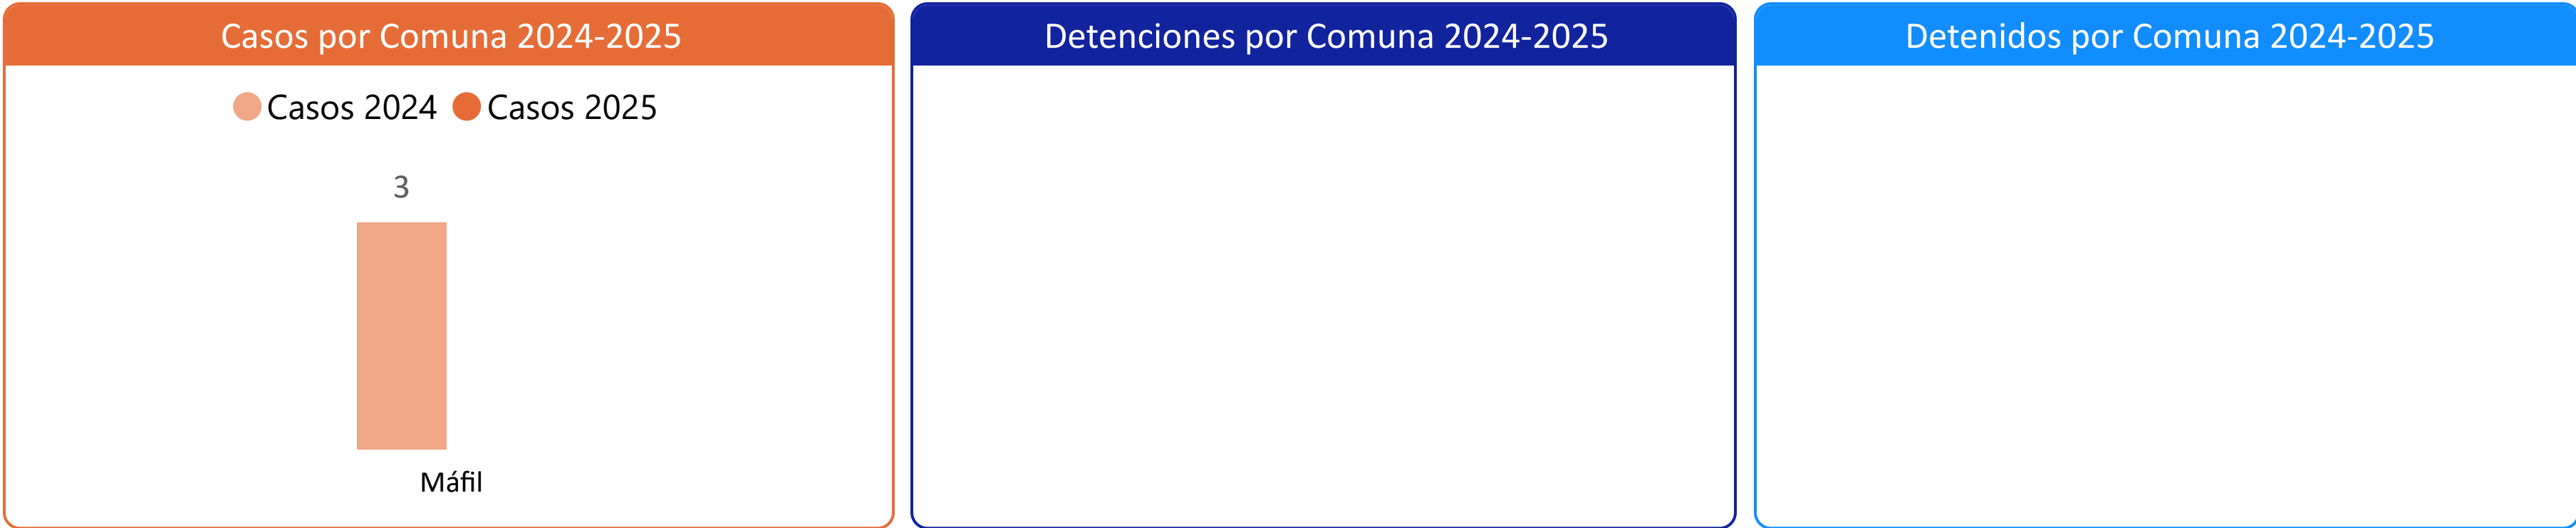 Casos por Comuna 2024-2025
Casos 2024 Casos 2025
3
Máfil
Detenciones por Comuna 2024-2025
Detenidos por Comuna 2024-2025